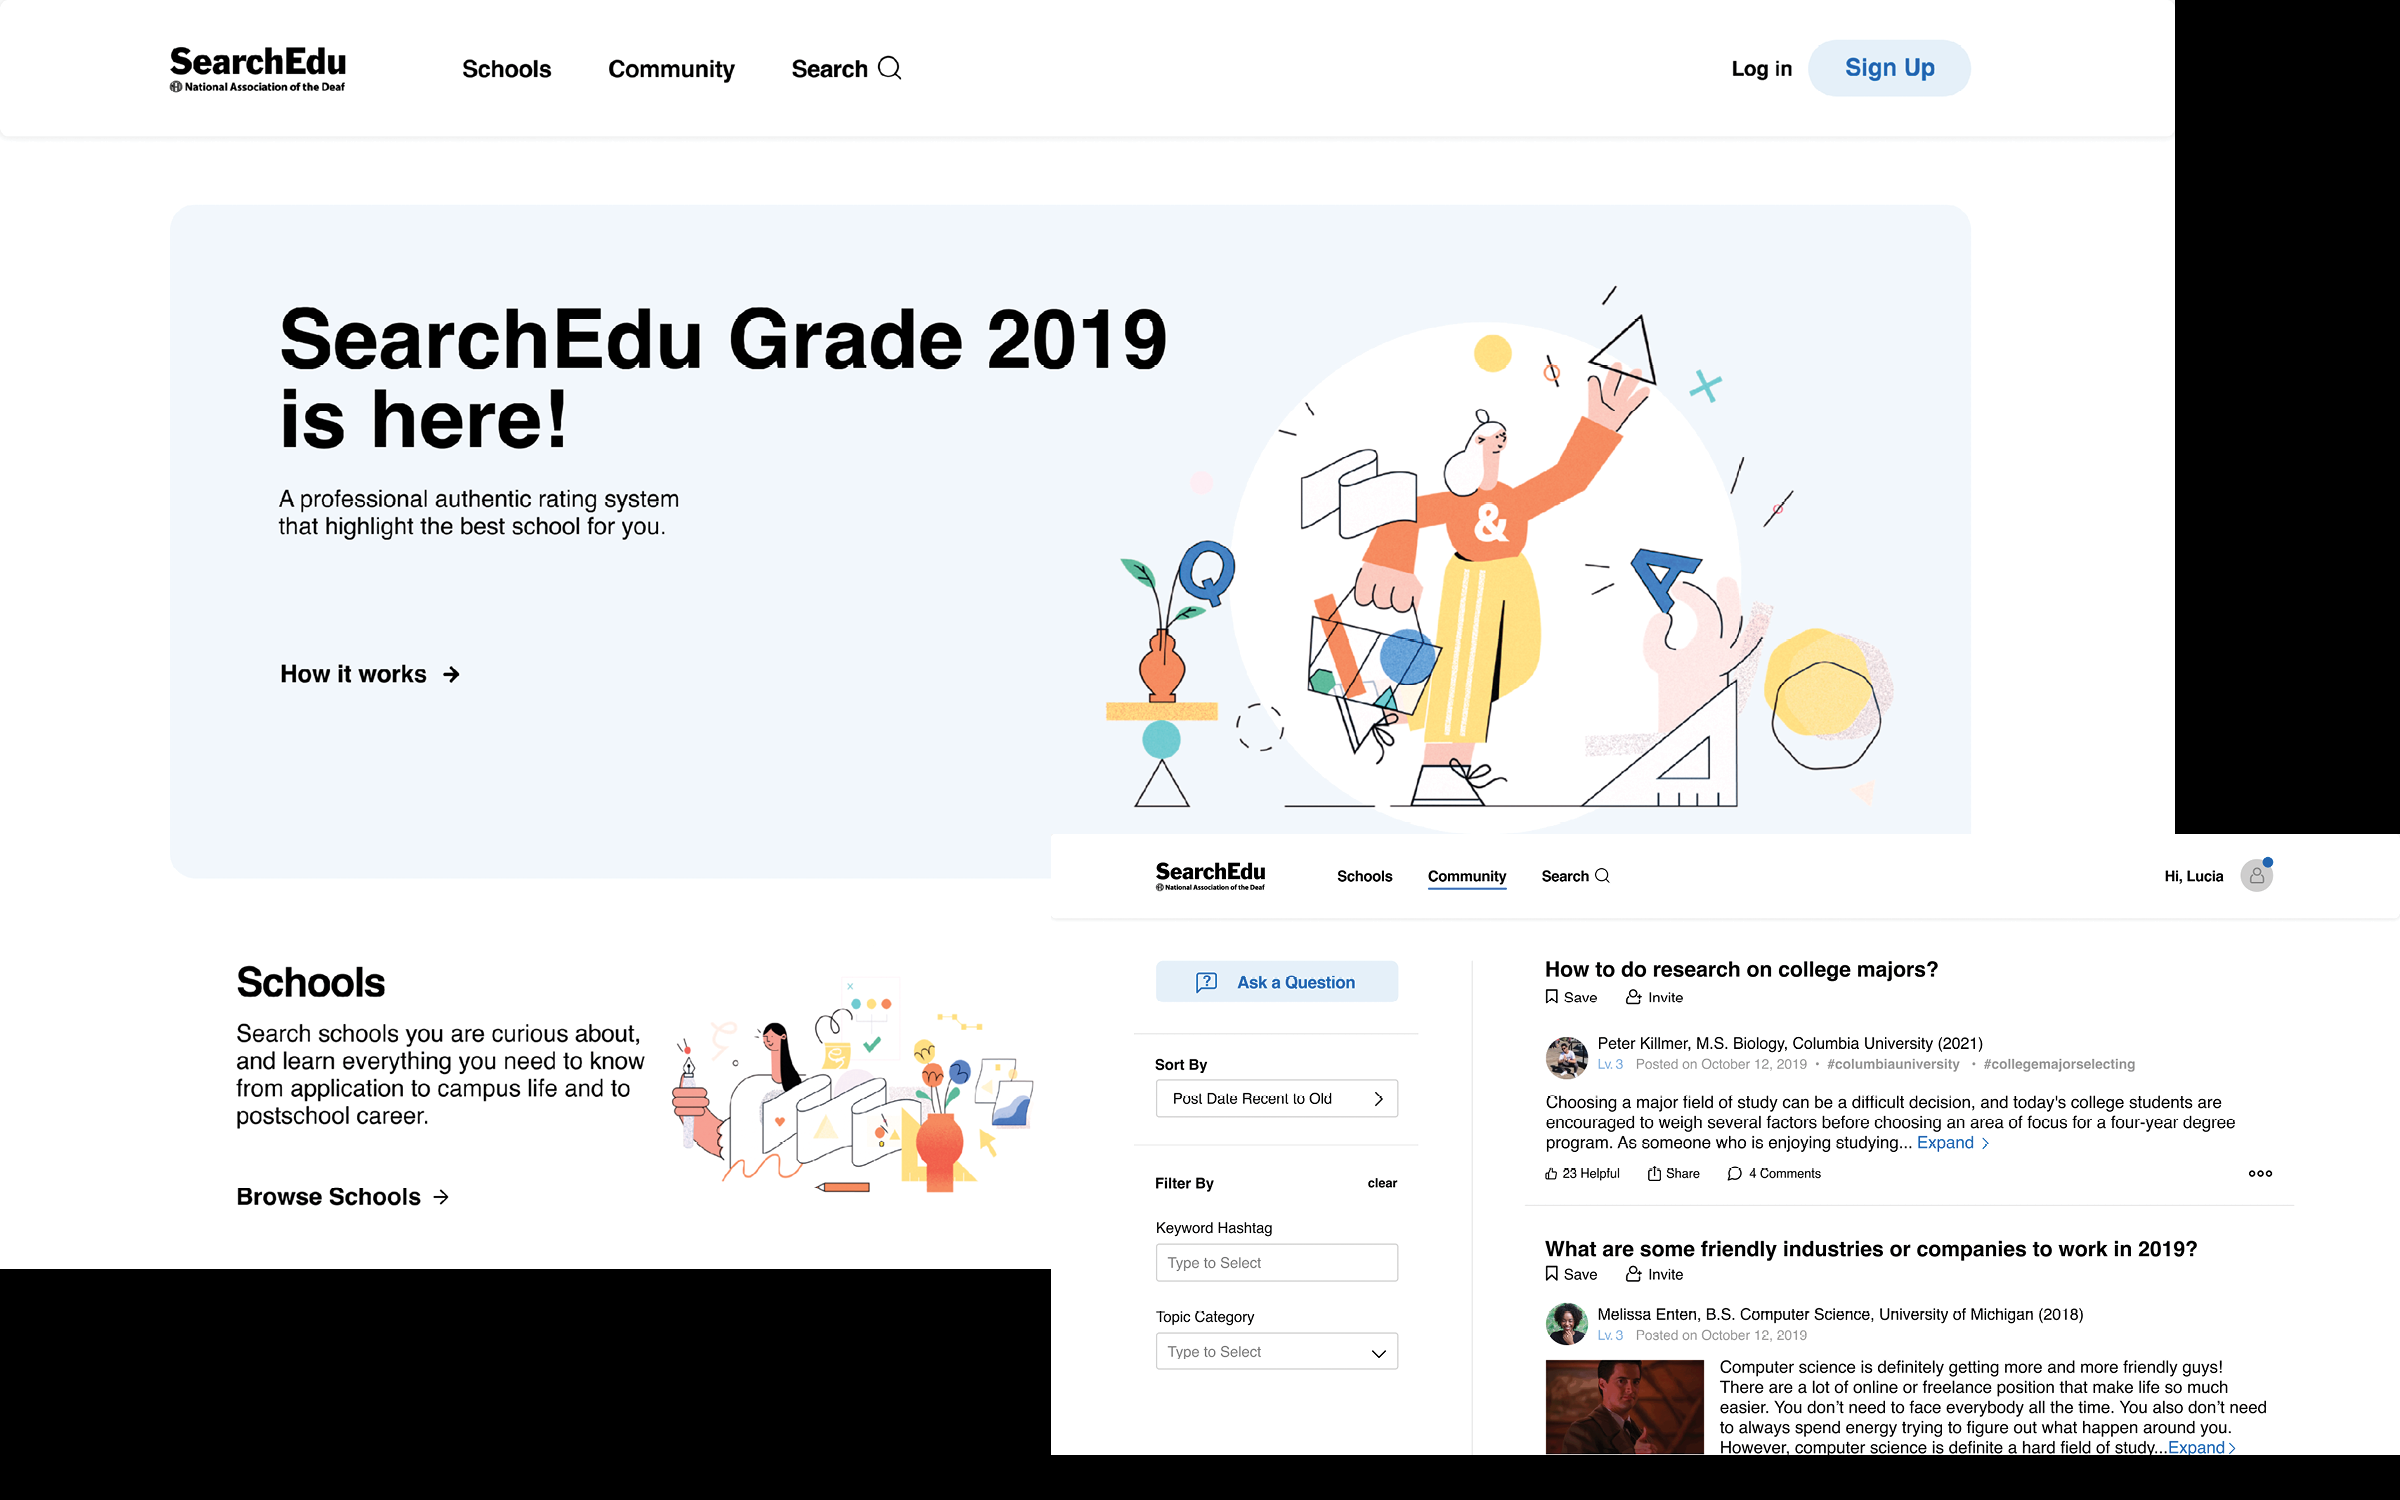 SearchEdu
National Association of the Deaf
Schools
Community
Search
Log in
Sign Up
SearchEdu Grade 2019
is here!
A professional authentic rating system
that highlight the best school for you.
How it works
&
Q
A
Schools
Search schools you are curious about,
and learn everything you need to know
from application to campus life and to
postschool career.
Browse Schools
SearchEdu
National Association of the Deaf
Schools
Community
Search
Hi, Lucia
Ask a Question
Sort By
Post Date Recent to Old
Filter By
clear
Keyword Hashtag
Type to Select
Topic Category
Type to Select
How to do research on college majors?
Save
Invite
Peter Killmer, M.S. Biology, Columbia University (2021)
Lv. 3 Posted on October 12, 2019 • #columbiauniversity • #collegemajorselecting
Choosing a major field of study can be a difficult decision, and today's college students are
encouraged to weigh several factors before choosing an area of focus for a four-year degree
program. As someone who is enjoying studying... Expand >
23 Helpful
Share
4 Comments
What are some friendly industries or companies to work in 2019?
Save
Invite
Melissa Enten, B.S. Computer Science, University of Michigan (2018)
Lv. 3 Posted on October 12, 2019
Computer science is definitely getting more and more friendly guys!
There are a lot of online or freelance position that make life so much
easier. You don’t need to face everybody all the time. You also don’t need
to always spend energy trying to figure out what happen around you.
However, computer science is definite a hard field of study...Expand >